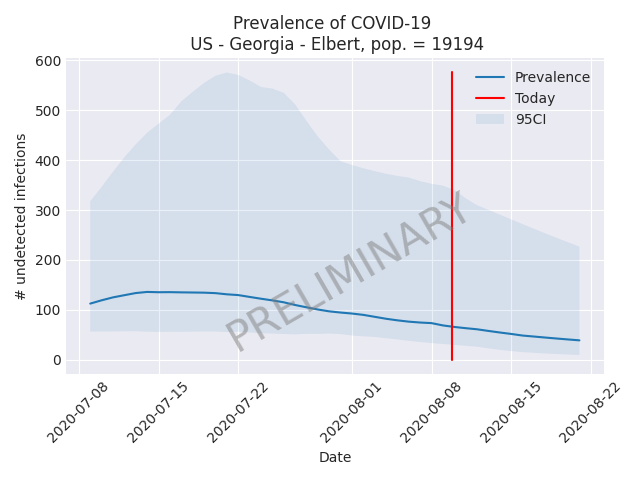 Prevalence of COVID-19
US - Georgia - Elbert, pop. = 19194
600
500
400
300
200
100
0
# undetected infections
Prevalence
Today
95CI
PRELIMINARY
2020-07-08
2020-07-15
2020-07-22
2020-08-01
2020-08-08
2020-08-15
2020-08-22
Date